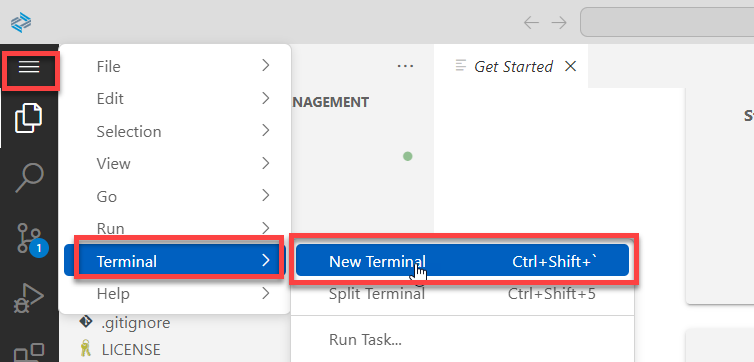 Get Started
File
Edit
Selection
View
Go
Run
Terminal
Help
NAGEMENT
1
.gitignore
LICENSE
New Terminal Ctrl+Shift+`
Split Terminal Ctrl+Shift+5
Run Task...